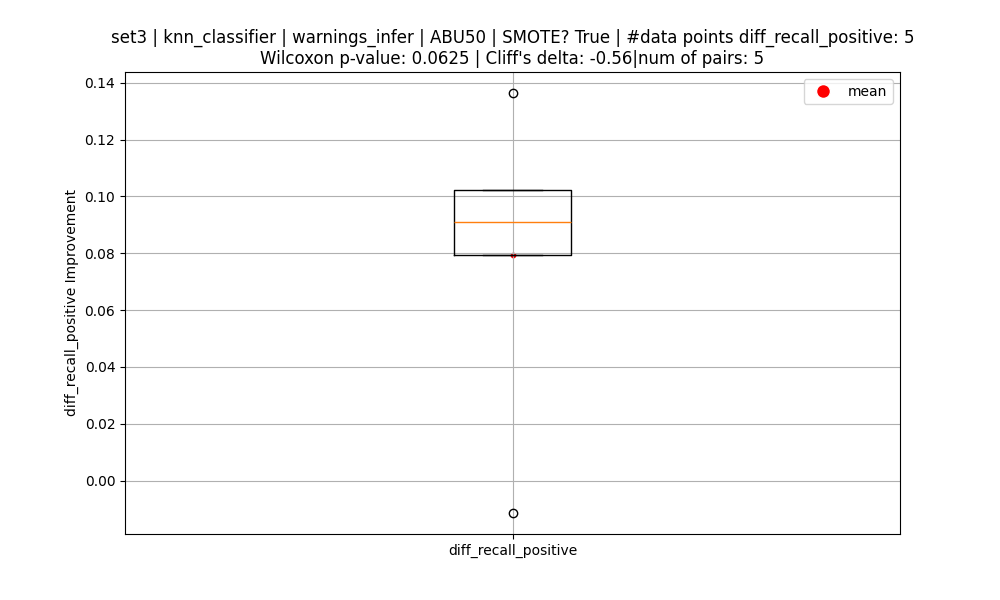 set3 | knn_classifier | warnings_infer | ABU50 | SMOTE? True | #data points diff_recall_positive: 5
Wilcoxon p-value: 0.0625 | Cliff's delta: -0.56|num of pairs: 5
mean
0.14
0.12
0.10
0.08
0.06
0.04
0.02
0.00
diff_recall_positive Improvement
diff_recall_positive